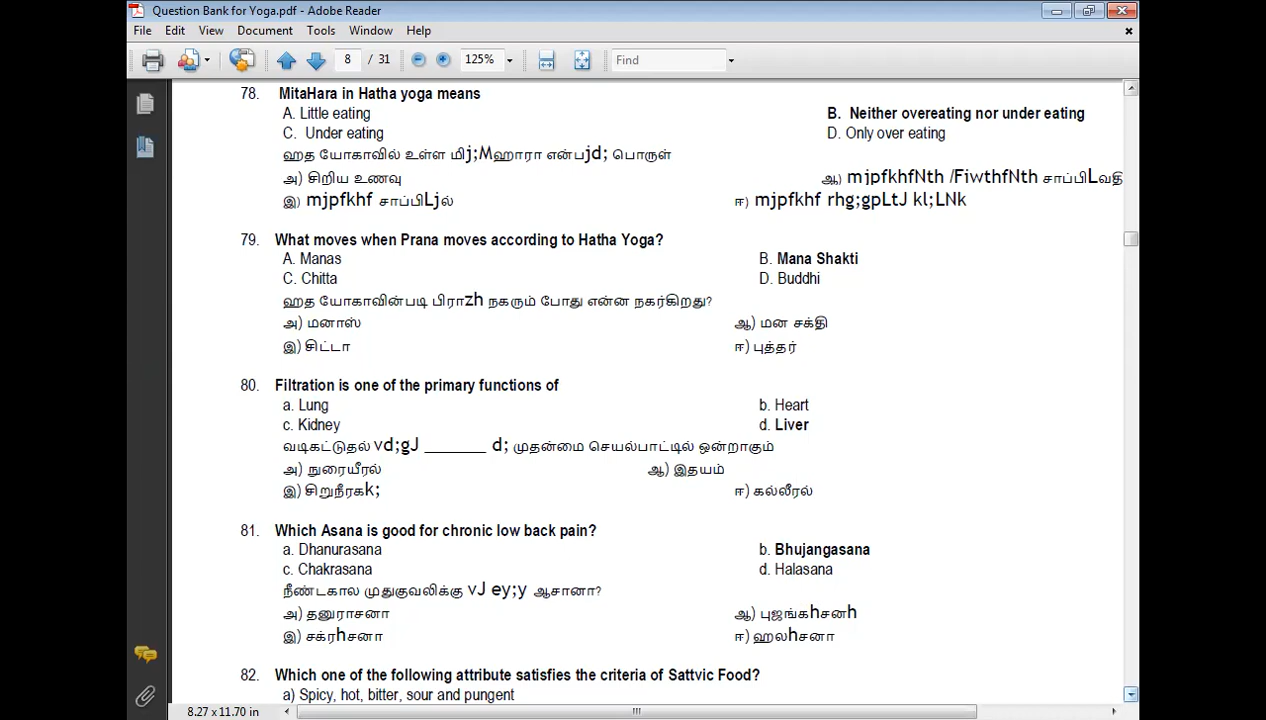 Question Bank for Yoga.pdf - Adobe Reader
File Edit View Document Tools Window Help
8 / 31 125% Find
78. MitaHara in Hatha yoga means
A. Little eating B. Neither overeating nor under eating
C. Under eating D. Only over eating
ஹத யோகாவில் உள்ள மிj;Mஹாரா என்பjd; பொருள்
அ) சிறிய உணவு ஆ) mjpfkhfNth /FiwthfNth சாப்பிLவதி
இ) mjpfkhf சாப்பிLjல் ஈ) mjpfkhf rhg;gpLtJ kl;LNk
79. What moves when Prana moves according to Hatha Yoga?
A. Manas B. Mana Shakti
C. Chitta D. Buddhi
ஹத யோகாவின்படி பிராzh நகரும் போது என்ன நகர்கிறது?
அ) மனாஸ் ஆ) மன சக்தி
இ) சிட்டா ஈ) புத்தர்
80. Filtration is one of the primary functions of
a. Lung b. Heart
c. Kidney d. Liver
வடிகட்டுதல் vd;gJ _______ d; முதன்மை செயல்பாட்டில் ஒன்றாகும்
அ) நுரையீரல் ஆ) இதயம்
இ) சிறுநீரகk; ஈ) கல்லீரல்
81. Which Asana is good for chronic low back pain?
a. Dhanurasana b. Bhujangasana
c. Chakrasana d. Halasana
நீண்டகால முதுகுவலிக்கு vJ ey;y ஆசானா?
அ) தனுராசனா ஆ) புஜங்கhசனh
இ) சக்ரhசனா ஈ) ஹலhசனா
82. Which one of the following attribute satisfies the criteria of Sattvic Food?
a) Spicy, hot, bitter, sour and pungent
8.27 x 11.70 in